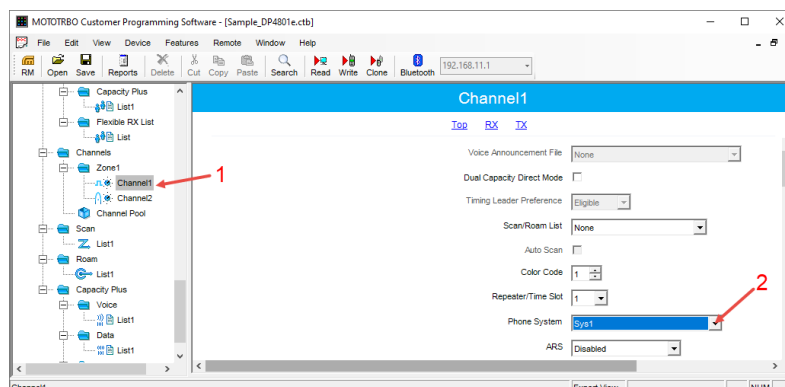 MOTOTRBO Customer Programming Software - [Sample_DP4801e.ctb]
File Edit View Device Features Remote Window Help
RM Open Save Reports Delete Cut Copy Paste Search Read Write Clone Bluetooth 192.168.11.1
Capacity Plus
List1
Flexible RX List
List
Channels
Zone1
Channel1
Channel2
Channel Pool
Scan
List1
Roam
List1
Capacity Plus
Voice
List1
Data
List1
1
Channel1
Top RX TX
Voice Announcement File None
Dual Capacity Direct Mode
Timing Leader Preference Eligible
Scan/Roam List None
Auto Scan
Color Code 1
Repeater/Time Slot 1
2
Phone System Sys1
ARS Disabled
Channel1 Expert View NUM